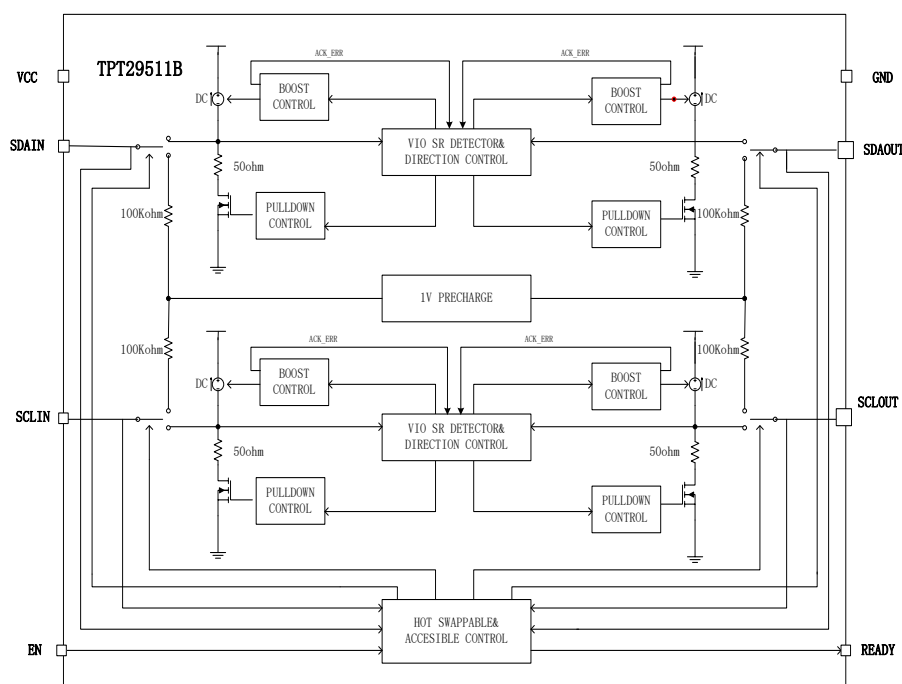 TPT29511B
VCC
GND
ACK_ERR
ACK_ERR
DC
BOOST
CONTROL
BOOST
CONTROL
DC
SDAIN
SDAOUT
VIO SR DETECTOR&
DIRECTION CONTROL
50ohm
50ohm
100Kohm
PULLDOWN
CONTROL
PULLDOWN
CONTROL
100Kohm
1V PRECHARGE
100Kohm
ACK_ERR
ACK_ERR
100Kohm
DC
BOOST
CONTROL
BOOST
CONTROL
DC
SCLIN
SCLOUT
VIO SR DETECTOR&
DIRECTION CONTROL
50ohm
50ohm
PULLDOWN
CONTROL
PULLDOWN
CONTROL
HOT SWAPPABLE&
ACCESIBLE CONTROL
EN
READY